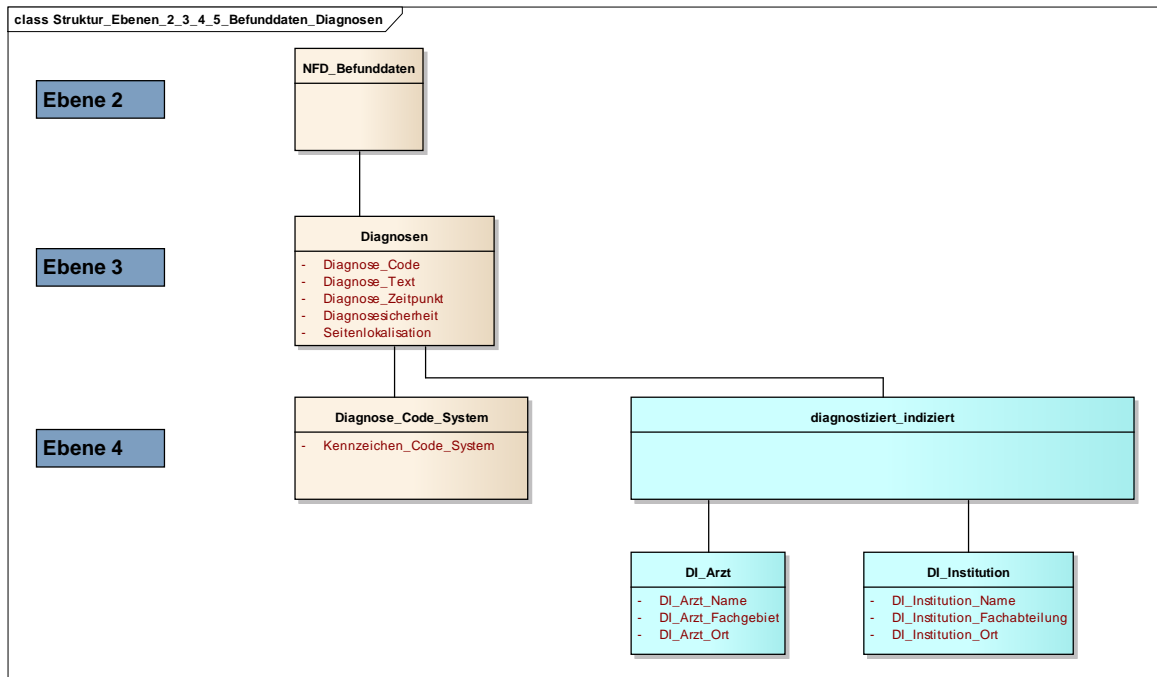 class Struktur_Ebenen_2_3_4_5_Befunddaten_Diagnosen
NFD_Befunddaten
Ebene 2
Diagnosen
- Diagnose_Code
- Diagnose_Text
- Diagnose_Zeitpunkt
- Diagnosesicherheit
- Seitenlokalisation
Ebene 3
Diagnose_Code_System
- Kennzeichen_Code_System
diagnostiziert_indiziert
Ebene 4
DI_Arzt
- DI_Arzt_Name
- DI_Arzt_Fachgebiet
- DI_Arzt_Ort
DI_Institution
- DI_Institution_Name
- DI_Institution_Fachabteilung
- DI_Institution_Ort